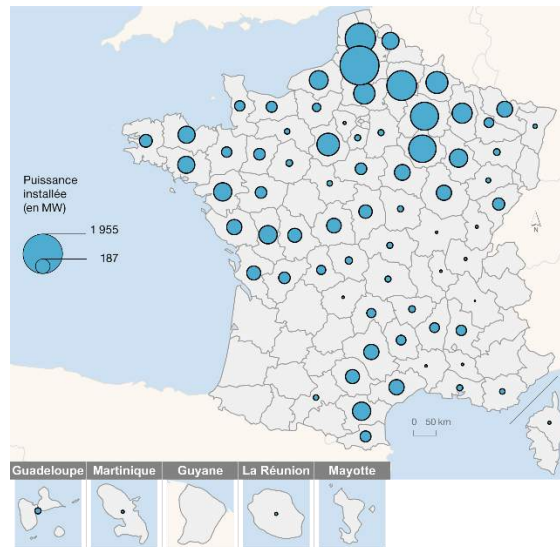 Puissance installée
(en MW)
1 955
187
N
0 50 km
Guadeloupe Martinique Guyane La Réunion Mayotte